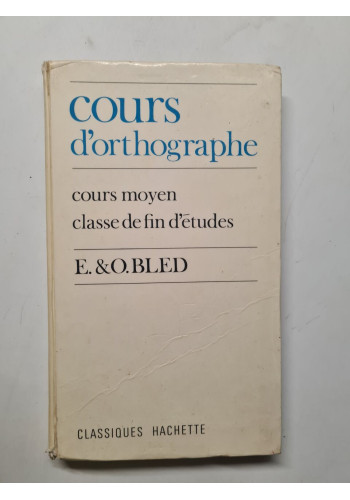 cours
d'orthographe
cours moyen
classe de fin d'études
E. & O. BLED
CLASSIQUES HACHETTE